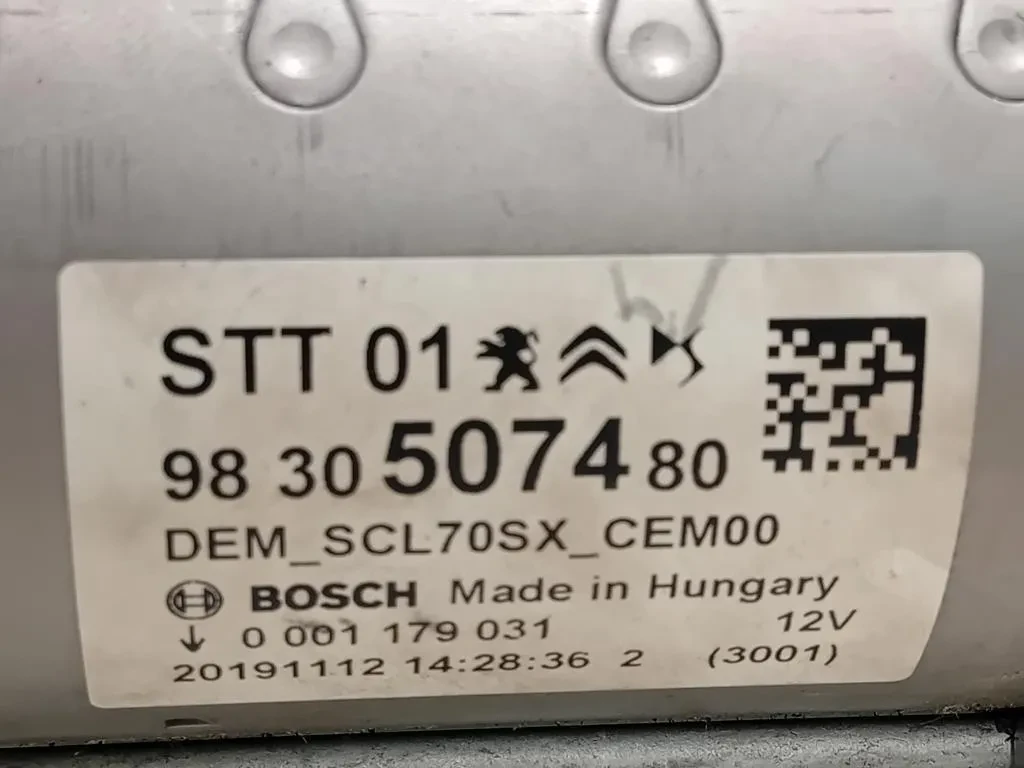 STT 01
98 30 5074 80
DEM_SCL70SX_CEM00
BOSCH Made in Hungary
0 001 179 031 12V
20191112 14:28:36 2 (3001)